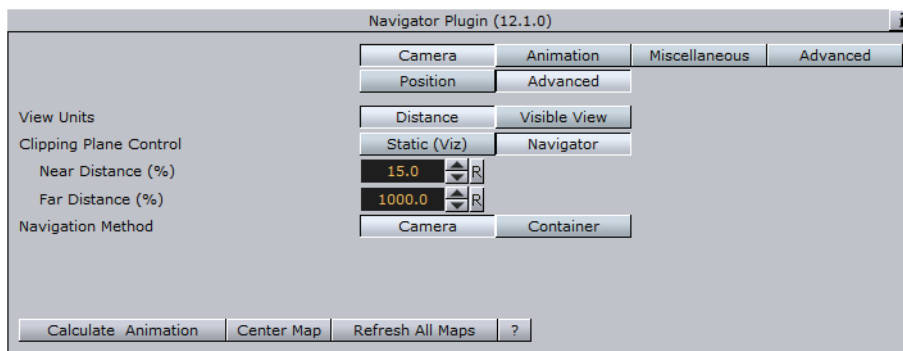 Navigator Plugin (12.1.0) i
Camera Animation Miscellaneous Advanced
Position Advanced
View Units Distance Visible View
Clipping Plane Control Static (Viz) Navigator
Near Distance (%) 15.0 R
Far Distance (%) 1000.0 R
Navigation Method Camera Container
Calculate Animation Center Map Refresh All Maps ?